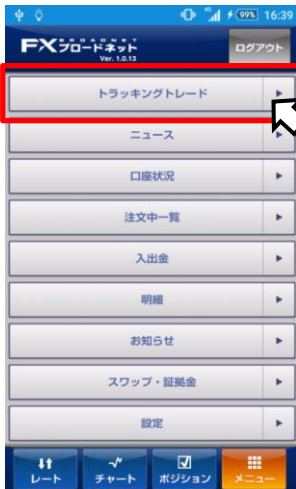 99% 16:39
FXブロードネット
BROADNET
Ver. 1.0.13
ログアウト
トラッキングトレード
ニュース
口座状況
注文中一覧
入出金
明細
お知らせ
スワップ・証拠金
設定
レート チャート ポジション メニュー